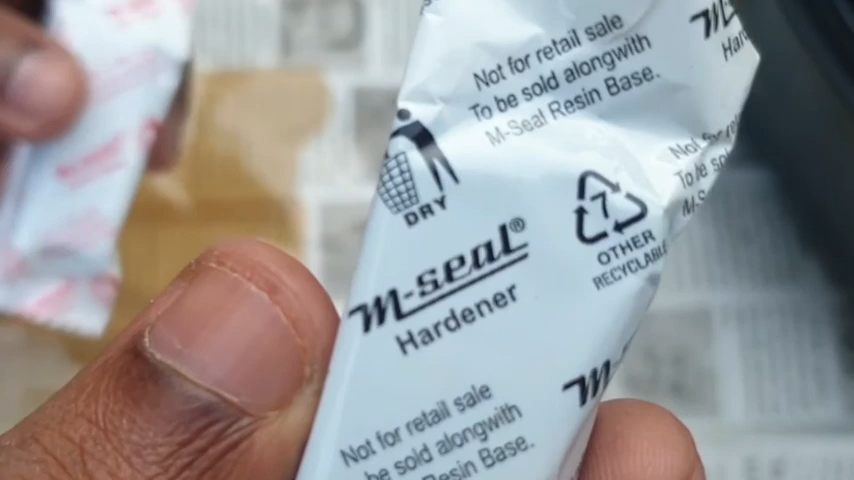 Not for retail sale
To be sold alongwith
M-Seal Resin Base.
DRY
7
OTHER
RECYCLABLE
M-seal®
Hardener
Not for retail sale
be sold alongwith
Resin Base.